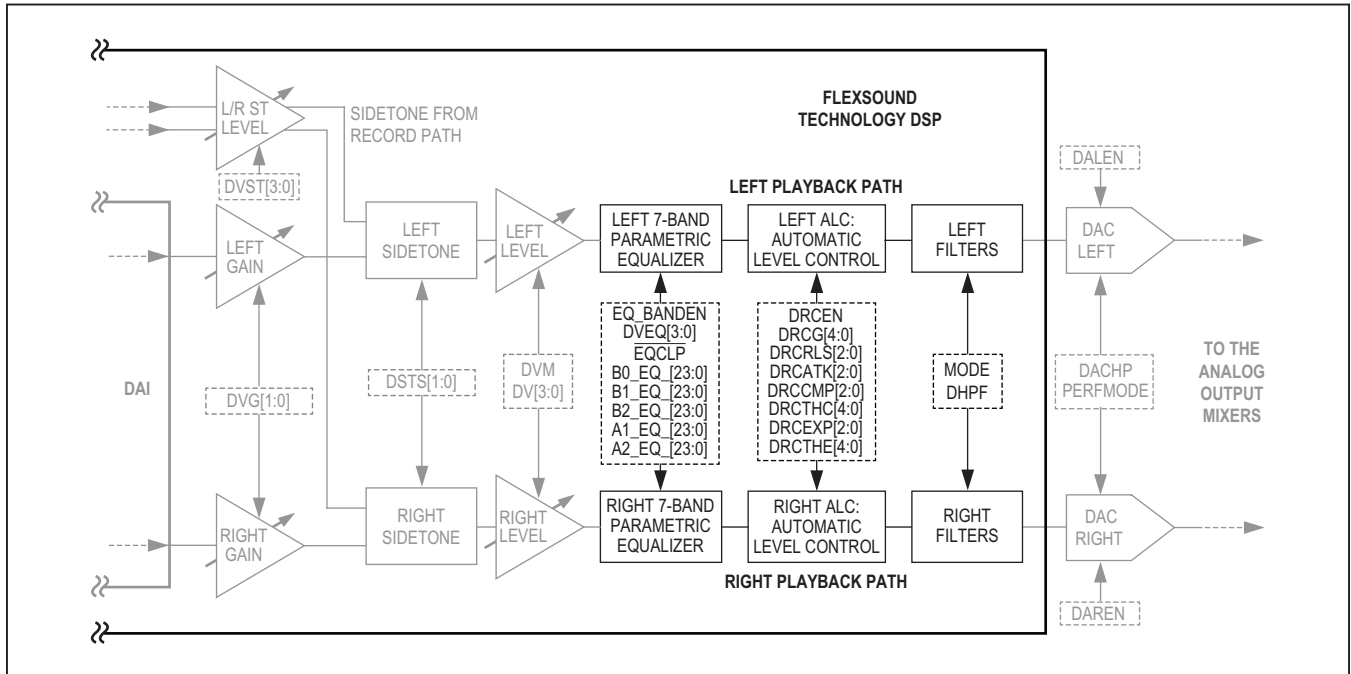 L/R ST
LEVEL
SIDETONE FROM
RECORD PATH
FLEXSOUND
TECHNOLOGY DSP
DVST[3:0]
DALEN
LEFT PLAYBACK PATH
LEFT
GAIN
LEFT
SIDETONE
LEFT
LEVEL
LEFT 7-BAND
PARAMETRIC
EQUALIZER
LEFT ALC:
AUTOMATIC
LEVEL CONTROL
LEFT
FILTERS
DAC
LEFT
DAI
DVG[1:0]
DSTS[1:0]
DVM
DV[3:0]
EQ_BANDEN
DVEQ[3:0]
EQCLP
B0_EQ_[23:0]
B1_EQ_[23:0]
B2_EQ_[23:0]
A1_EQ_[23:0]
A2_EQ_[23:0]
DRCEN
DRCG[4:0]
DRCRLS[2:0]
DRCATK[2:0]
DRCCMP[2:0]
DRCTHC[4:0]
DRCEXP[2:0]
DRCTHE[4:0]
MODE
DHPF
DACHP
PERFMODE
TO THE
ANALOG
OUTPUT
MIXERS
RIGHT
GAIN
RIGHT
SIDETONE
RIGHT
LEVEL
RIGHT 7-BAND
PARAMETRIC
EQUALIZER
RIGHT ALC:
AUTOMATIC
LEVEL CONTROL
RIGHT
FILTERS
DAC
RIGHT
RIGHT PLAYBACK PATH
DAREN